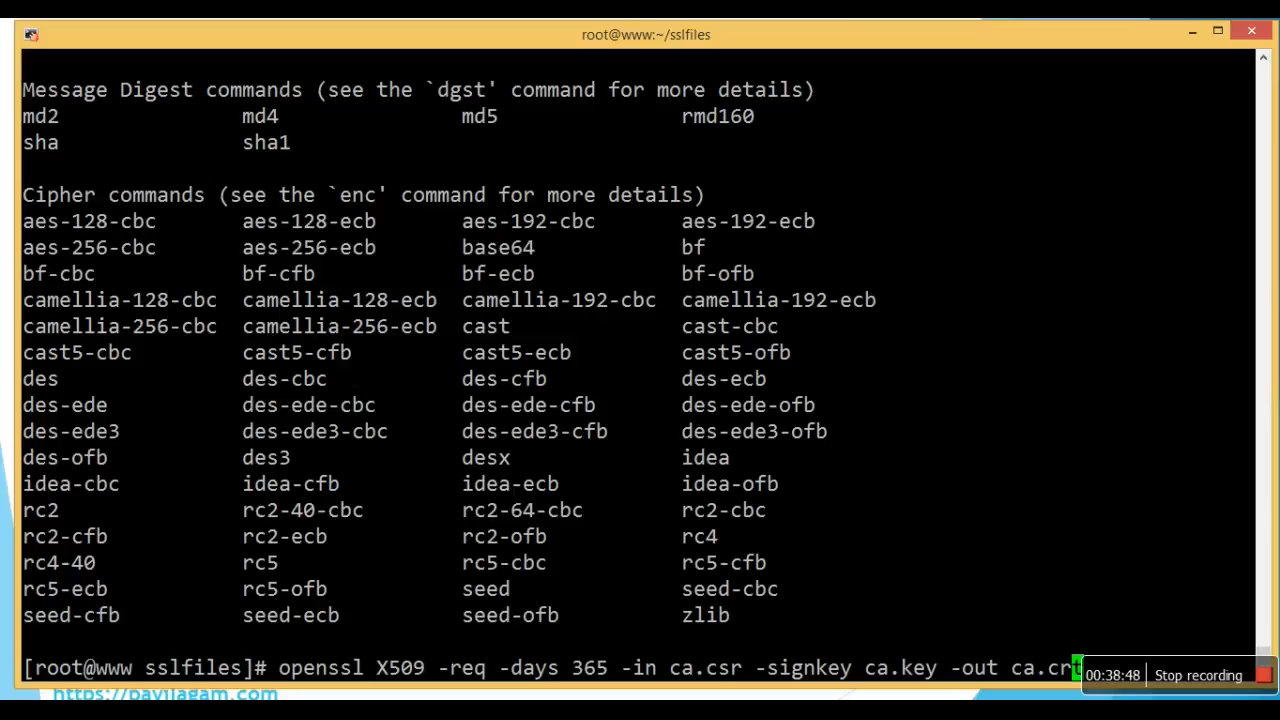 root@www:~/sslfiles
Message Digest commands (see the `dgst' command for more details)
md2 md4 md5 rmd160
sha sha1
Cipher commands (see the `enc' command for more details)
aes-128-cbc aes-128-ecb aes-192-cbc aes-192-ecb
aes-256-cbc aes-256-ecb base64 bf
bf-cbc bf-cfb bf-ecb bf-ofb
camellia-128-cbc camellia-128-ecb camellia-192-cbc camellia-192-ecb
camellia-256-cbc camellia-256-ecb cast cast-cbc
cast5-cbc cast5-cfb cast5-ecb cast5-ofb
des des-cbc des-cfb des-ecb
des-ede des-ede-cbc des-ede-cfb des-ede-ofb
des-ede3 des-ede3-cbc des-ede3-cfb des-ede3-ofb
des-ofb des3 desx idea
idea-cbc idea-cfb idea-ecb idea-ofb
rc2 rc2-40-cbc rc2-64-cbc rc2-cbc
rc2-cfb rc2-ecb rc2-ofb rc4
rc4-40 rc5 rc5-cbc rc5-cfb
rc5-ecb rc5-ofb seed seed-cbc
seed-cfb seed-ecb seed-ofb zlib
[root@www sslfiles]# openssl X509 -req -days 365 -in ca.csr -signkey ca.key -out ca.crt
00:38:48 Stop recording
https://payilagam.com